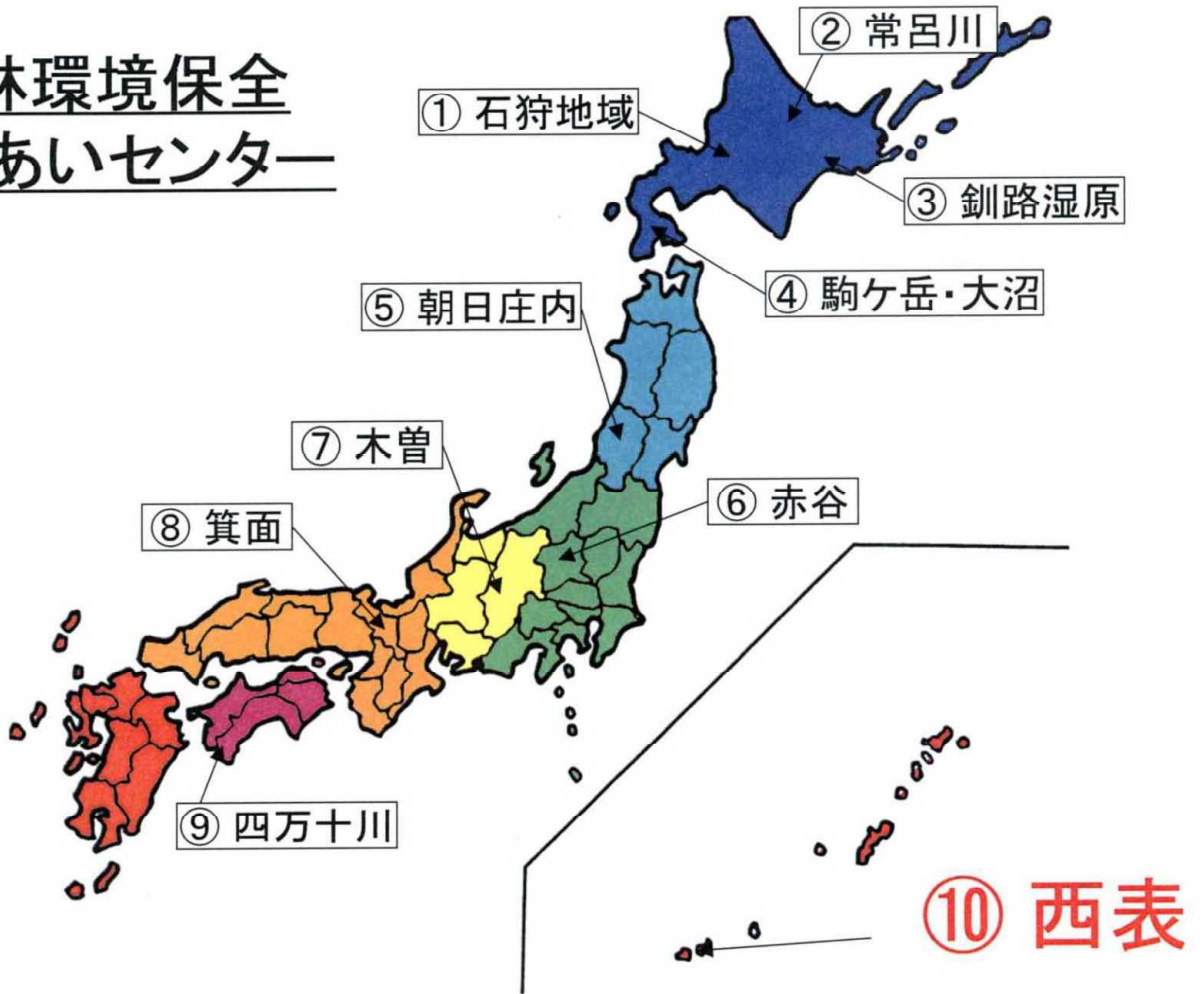 林環境保全
あいセンター
② 常呂川
① 石狩地域
③ 釧路湿原
④ 駒ケ岳・大沼
⑤ 朝日庄内
⑦ 木曽
⑥ 赤谷
⑧ 箕面
⑨ 四万十川
⑩ 西表